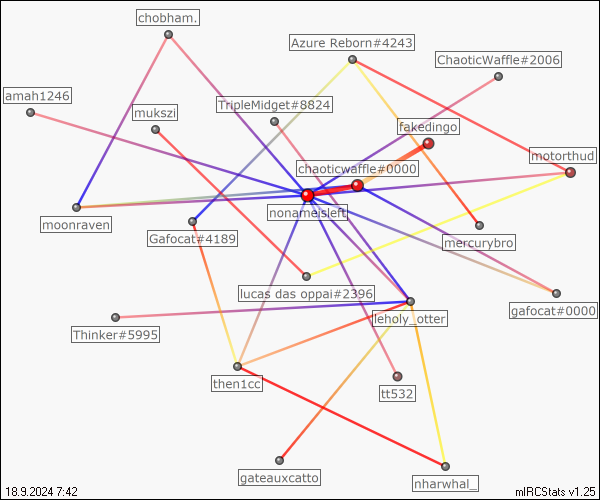 chobham.
Azure Reborn#4243
ChaoticWaffle#2006
amah1246
mukszi
TripleMidget#8824
fakedingo
chaoticwaffle#0000
motorthud
nonameisleft
moonraven
Gafocat#4189
mercurybro
lucas das oppai#2396
gafocat#0000
leholy_otter
Thinker#5995
then1cc
tt532
gateauxcatto
nharwhal_
18.9.2024 7:42
mIRCStats v1.25